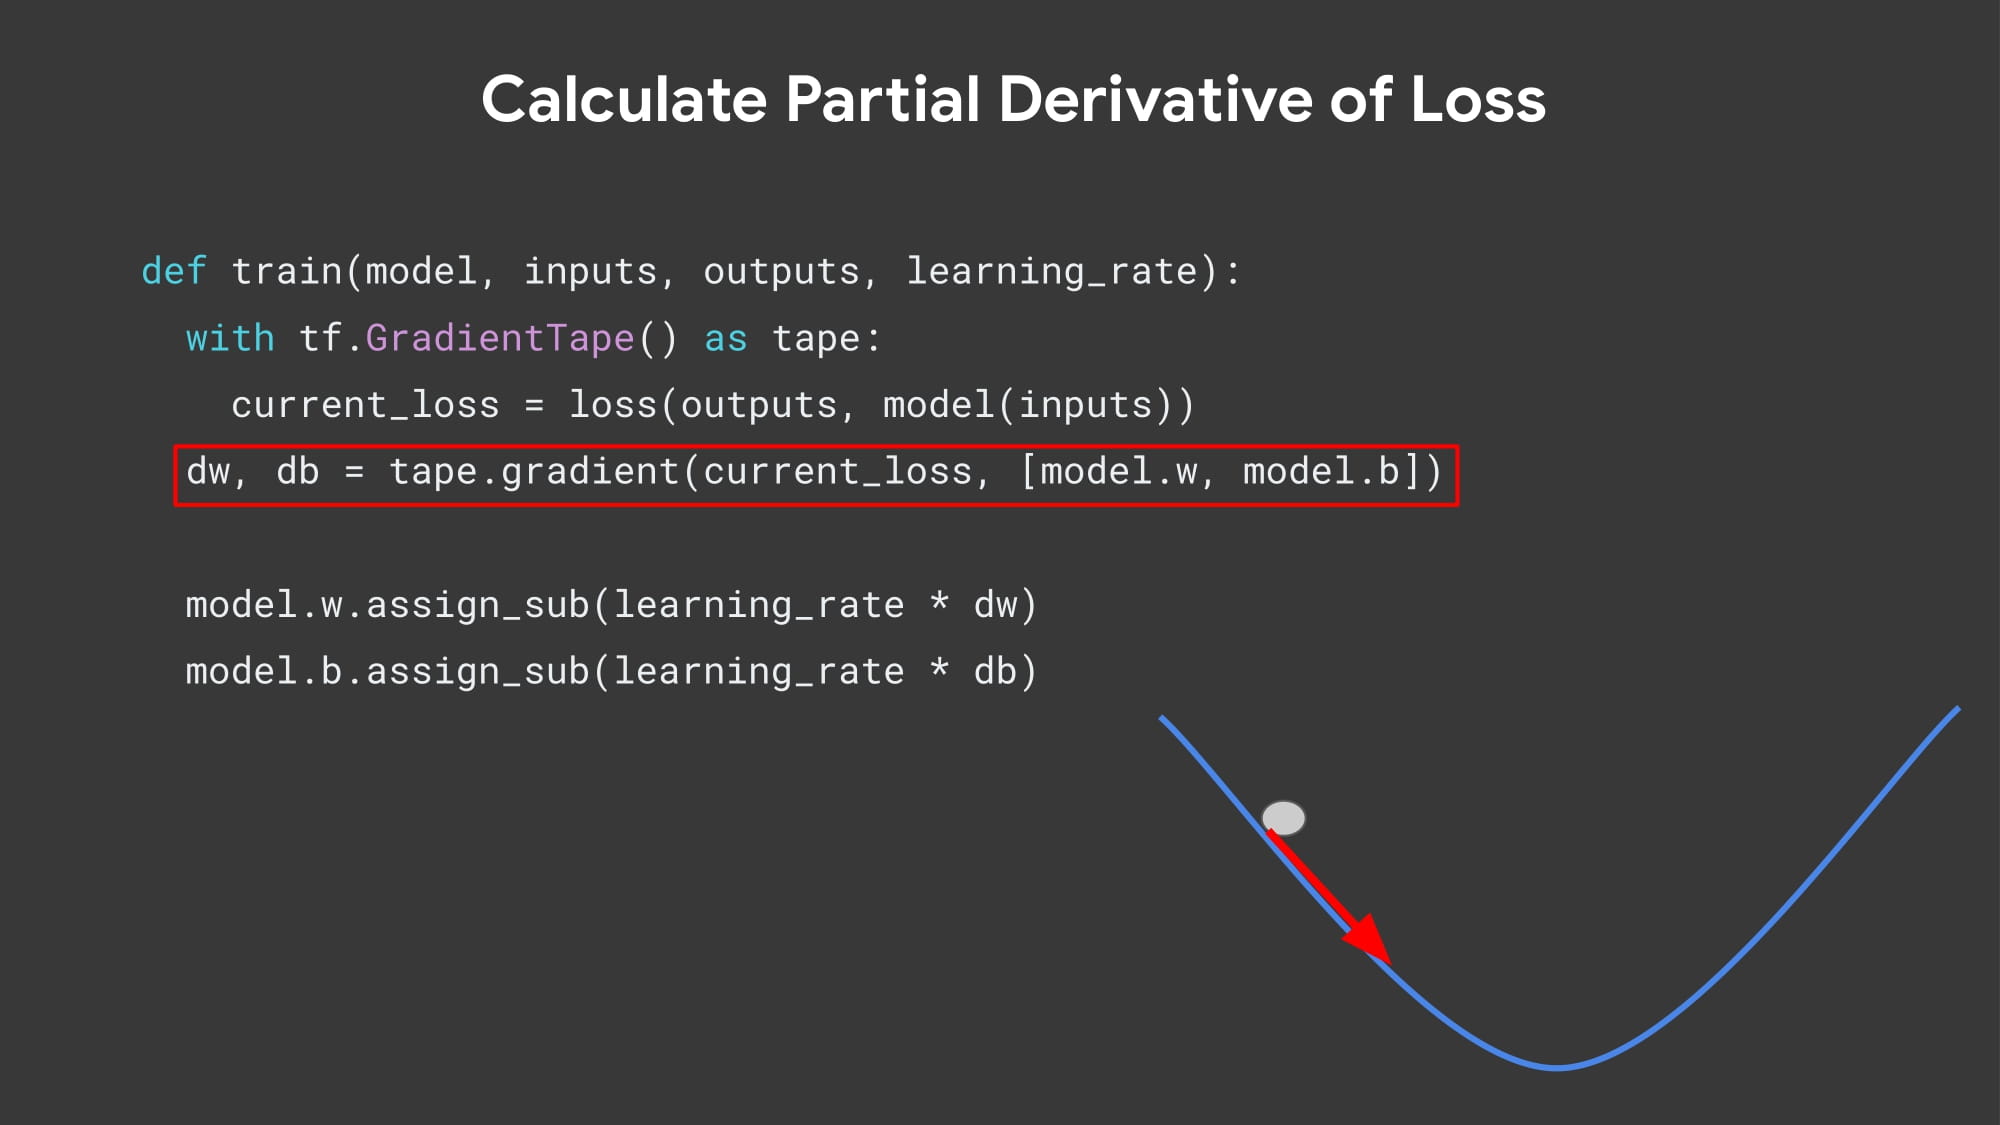 Calculate Partial Derivative of Loss
def train(model, inputs, outputs, learning_rate):
with tf.GradientTape() as tape:
current_loss = loss(outputs, model(inputs))
dw, db = tape.gradient(current_loss, [model.w, model.b])
model.w.assign_sub(learning_rate * dw)
model.b.assign_sub(learning_rate * db)